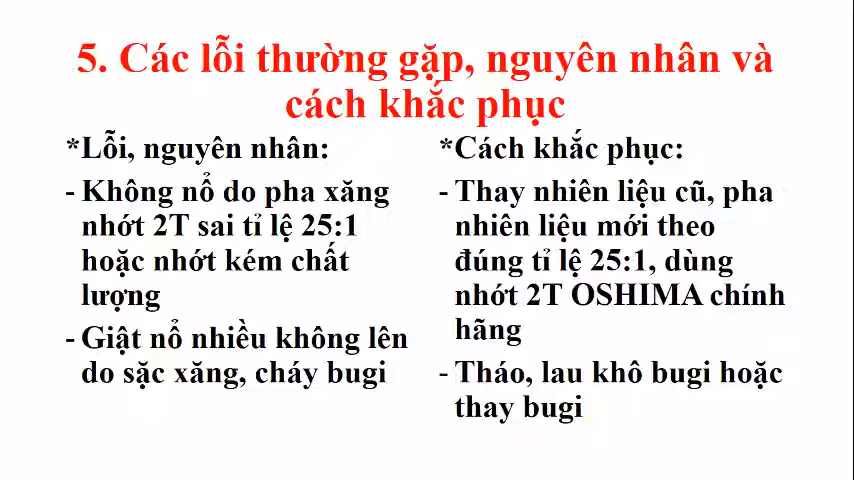 5. Các lỗi thường gặp, nguyên nhân và
cách khắc phục
*Lỗi, nguyên nhân:
- Không nổ do pha xăng
nhớt 2T sai tỉ lệ 25:1
hoặc nhớt kém chất
lượng
- Giật nổ nhiều không lên
do sặc xăng, cháy bugi
*Cách khắc phục:
- Thay nhiên liệu cũ, pha
nhiên liệu mới theo
đúng tỉ lệ 25:1, dùng
nhớt 2T OSHIMA chính
hãng
- Tháo, lau khô bugi hoặc
thay bugi